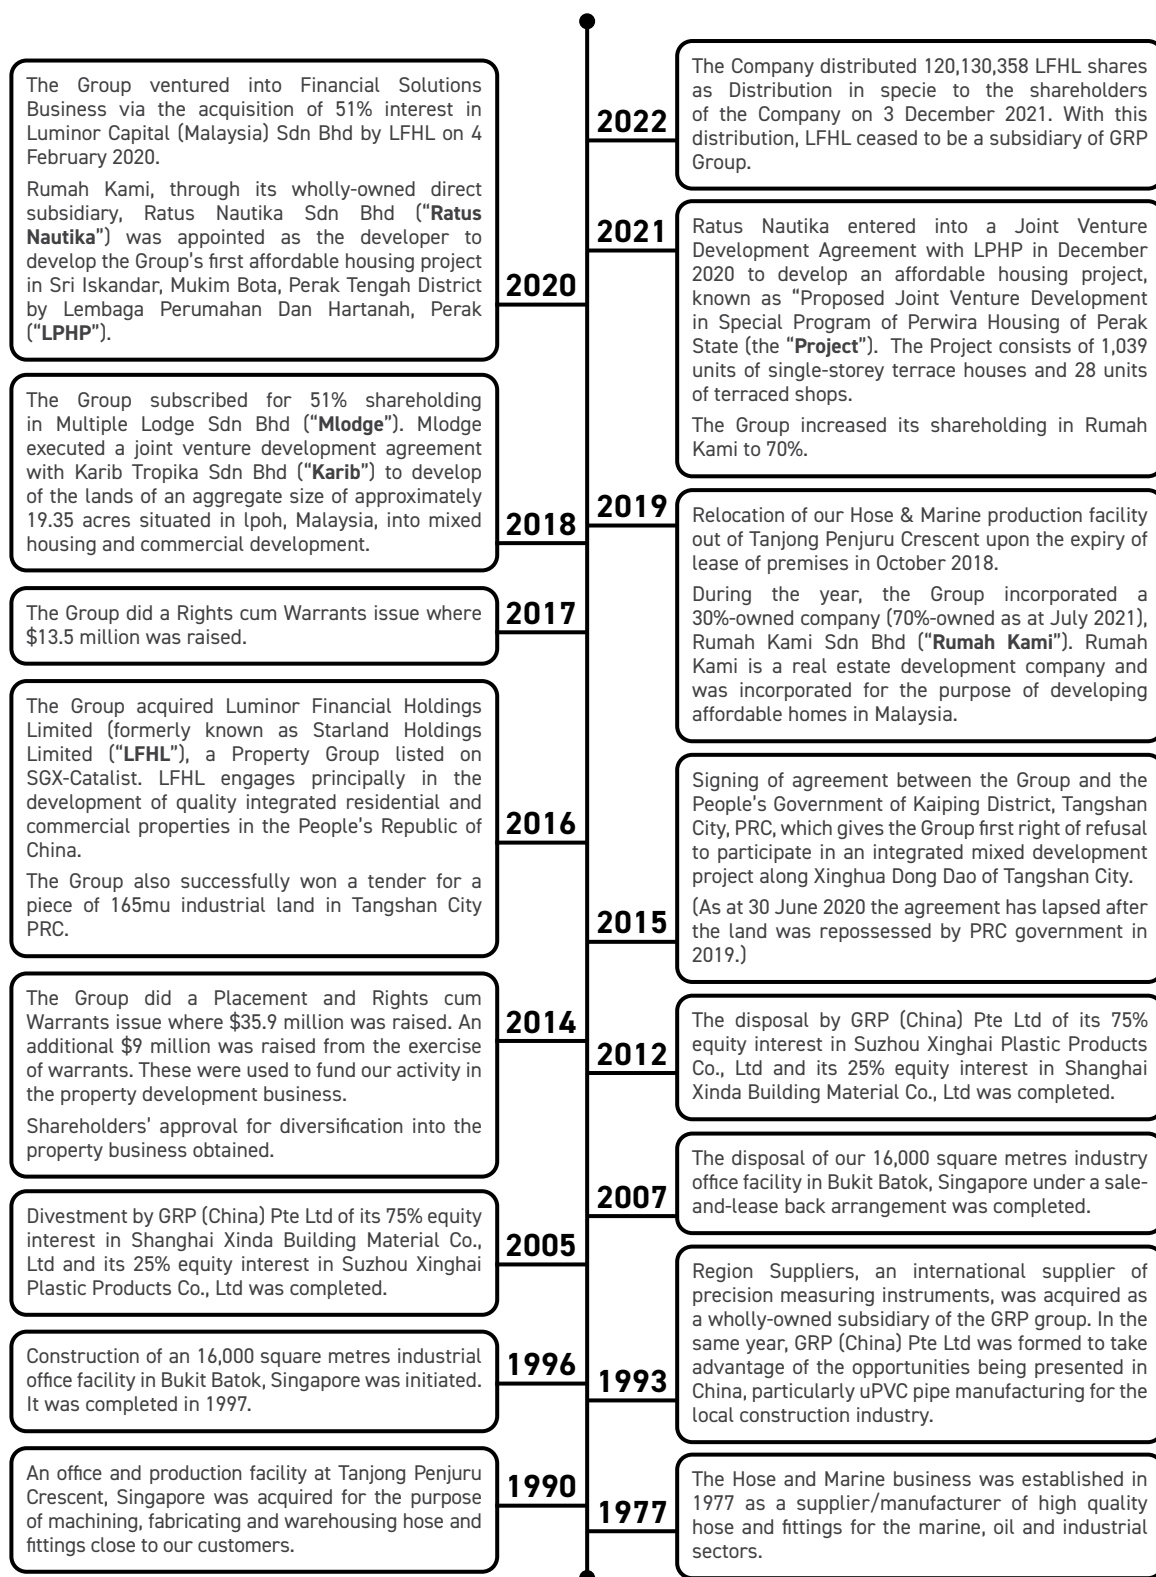 The Company distributed 120,130,358 LFHL shares
as Distribution in specie to the shareholders
of the Company on 3 December 2021. With this
distribution, LFHL ceased to be a subsidiary of GRP
Group.
2022
The Group ventured into Financial Solutions
Business via the acquisition of 51% interest in
Luminor Capital (Malaysia) Sdn Bhd by LFHL on 4
February 2020.
Rumah Kami, through its wholly-owned direct
subsidiary, Ratus Nautika Sdn Bhd (“Ratus
Nautika”) was appointed as the developer to
develop the Group’s first affordable housing project
in Sri Iskandar, Mukim Bota, Perak Tengah District
by Lembaga Perumahan Dan Hartanah, Perak
(“LPHP”).
2020
2021
Ratus Nautika entered into a Joint Venture
Development Agreement with LPHP in December
2020 to develop an affordable housing project,
known as “Proposed Joint Venture Development
in Special Program of Perwira Housing of Perak
State (the “Project”). The Project consists of 1,039
units of single-storey terrace houses and 28 units
of terraced shops.
The Group increased its shareholding in Rumah
Kami to 70%.
The Group subscribed for 51% shareholding
in Multiple Lodge Sdn Bhd (“Mlodge”). Mlodge
executed a joint venture development agreement
with Karib Tropika Sdn Bhd (“Karib”) to develop
of the lands of an aggregate size of approximately
19.35 acres situated in lpoh, Malaysia, into mixed
housing and commercial development.
2018
2019
Relocation of our Hose & Marine production facility
out of Tanjong Penjuru Crescent upon the expiry of
lease of premises in October 2018.
During the year, the Group incorporated a
30%-owned company (70%-owned as at July 2021),
Rumah Kami Sdn Bhd (“Rumah Kami”). Rumah
Kami is a real estate development company and
was incorporated for the purpose of developing
affordable homes in Malaysia.
The Group did a Rights cum Warrants issue where
$13.5 million was raised.
2017
The Group acquired Luminor Financial Holdings
Limited (formerly known as Starland Holdings
Limited (“LFHL”), a Property Group listed on
SGX-Catalist. LFHL engages principally in the
development of quality integrated residential and
commercial properties in the People’s Republic of
China.
The Group also successfully won a tender for a
piece of 165mu industrial land in Tangshan City
PRC.
2016
Signing of agreement between the Group and the
People’s Government of Kaiping District, Tangshan
City, PRC, which gives the Group first right of refusal
to participate in an integrated mixed development
project along Xinghua Dong Dao of Tangshan City.
(As at 30 June 2020 the agreement has lapsed after
the land was repossessed by PRC government in
2019.)
2015
The Group did a Placement and Rights cum
Warrants issue where $35.9 million was raised. An
additional $9 million was raised from the exercise
of warrants. These were used to fund our activity in
the property development business.
Shareholders’ approval for diversification into the
property business obtained.
2014
2012
The disposal by GRP (China) Pte Ltd of its 75%
equity interest in Suzhou Xinghai Plastic Products
Co., Ltd and its 25% equity interest in Shanghai
Xinda Building Material Co., Ltd was completed.
2007
The disposal of our 16,000 square metres industry
office facility in Bukit Batok, Singapore under a sale-
and-lease back arrangement was completed.
Divestment by GRP (China) Pte Ltd of its 75% equity
interest in Shanghai Xinda Building Material Co.,
Ltd and its 25% equity interest in Suzhou Xinghai
Plastic Products Co., Ltd was completed.
2005
Region Suppliers, an international supplier of
precision measuring instruments, was acquired as
a wholly-owned subsidiary of the GRP group. In the
same year, GRP (China) Pte Ltd was formed to take
advantage of the opportunities being presented in
China, particularly uPVC pipe manufacturing for the
local construction industry.
1993
Construction of an 16,000 square metres industrial
office facility in Bukit Batok, Singapore was initiated.
It was completed in 1997.
1996
An office and production facility at Tanjong Penjuru
Crescent, Singapore was acquired for the purpose
of machining, fabricating and warehousing hose and
fittings close to our customers.
1990
1977
The Hose and Marine business was established in
1977 as a supplier/manufacturer of high quality
hose and fittings for the marine, oil and industrial
sectors.